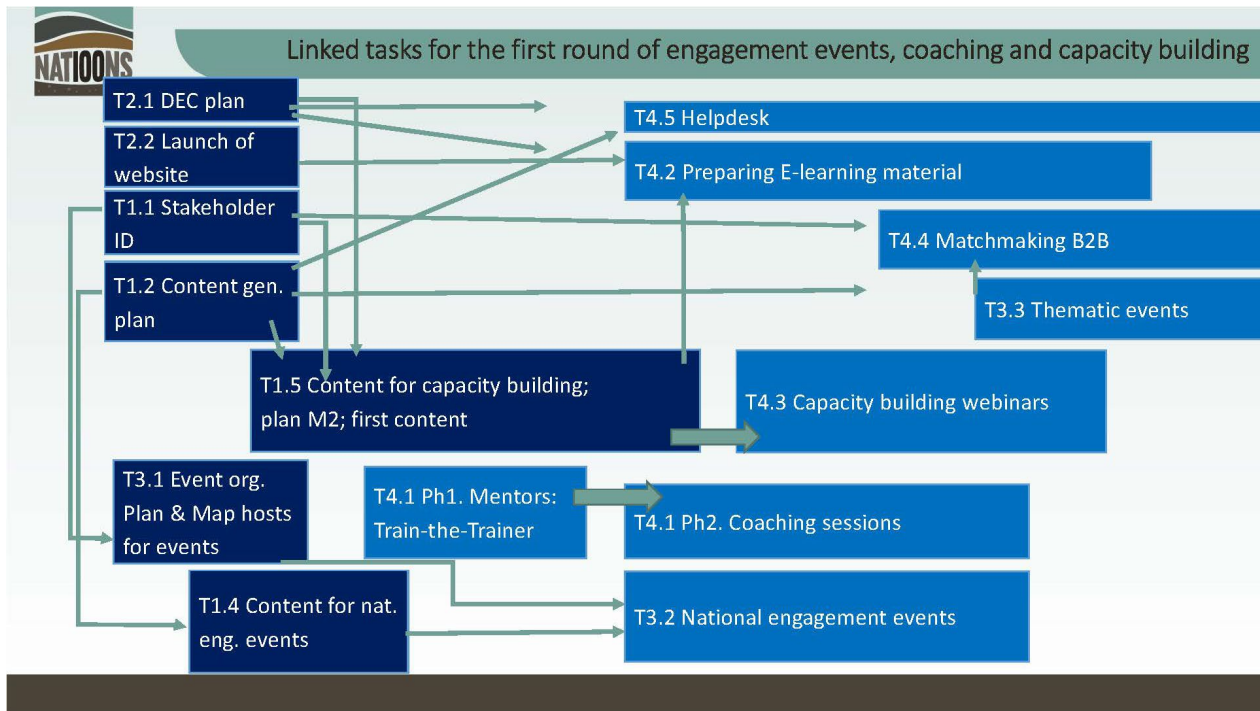 NATIOONS
Linked tasks for the first round of engagement events, coaching and capacity building
T2.1 DEC plan
T4.5 Helpdesk
T2.2 Launch of
website
T4.2 Preparing E-learning material
T1.1 Stakeholder
ID
T4.4 Matchmaking B2B
T1.2 Content gen.
plan
T3.3 Thematic events
T1.5 Content for capacity building;
plan M2; first content
T4.3 Capacity building webinars
T3.1 Event org.
Plan & Map hosts
for events
T4.1 Ph1. Mentors:
Train-the-Trainer
T4.1 Ph2. Coaching sessions
T1.4 Content for nat.
eng. events
T3.2 National engagement events